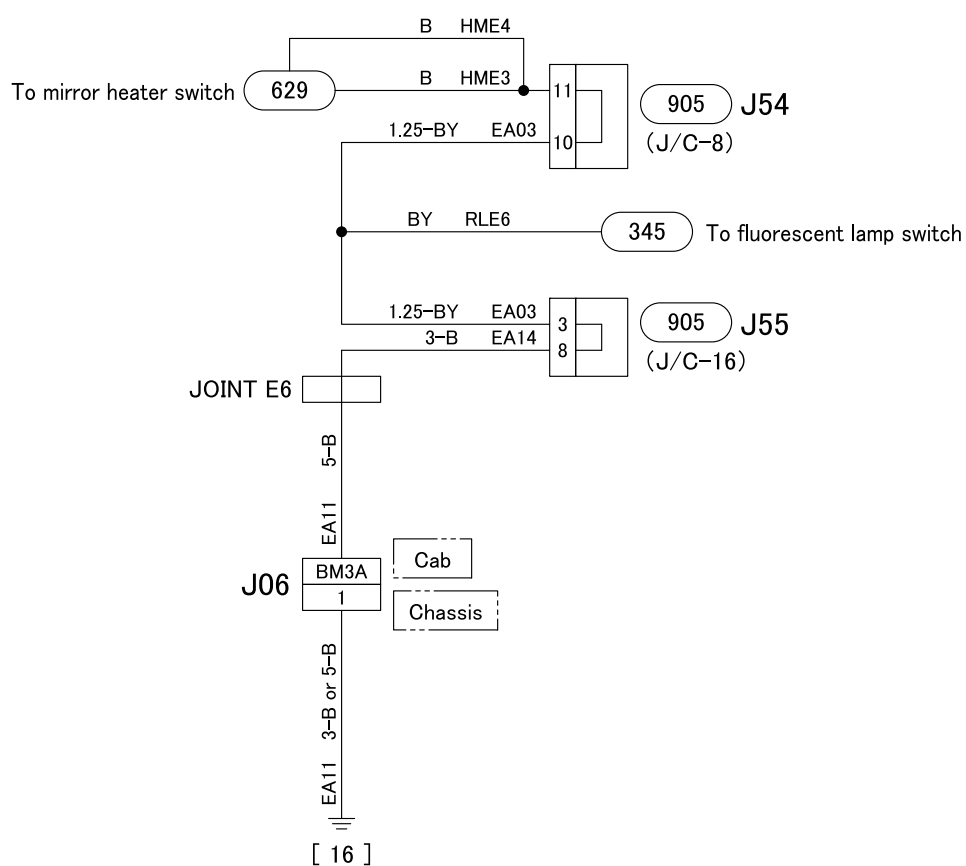 B HME4
To mirror heater switch 629 B HME3 11 905 J54
1.25-BY EA03 10 (J/C-8)
BY RLE6 345 To fluorescent lamp switch
1.25-BY EA03 3 905 J55
3-B EA14 8 (J/C-16)
JOINT E6
5-B
EA11
BM3A Cab
J06
1 Chassis
3-B or 5-B
EA11
[ 16 ]